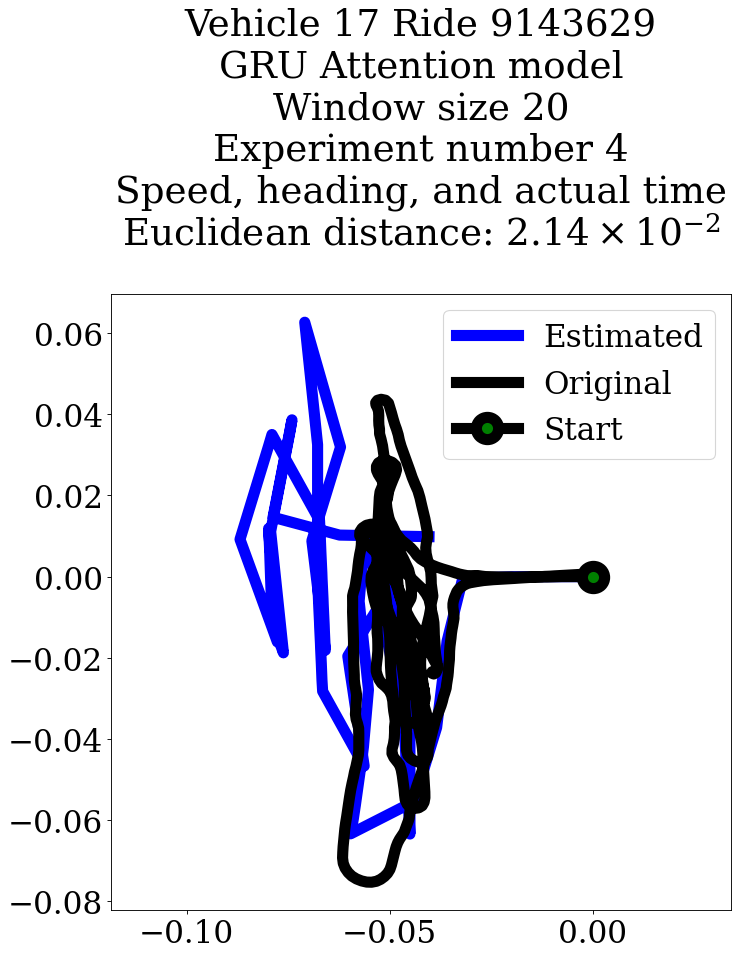 Vehicle 17 Ride 9143629
GRU Attention model
Window size 20
Experiment number 4
Speed, heading, and actual time
Euclidean distance: 2.14 × 10⁻²
Estimated
Original
Start
0.06
0.04
0.02
0.00
−0.02
−0.04
−0.06
−0.08
−0.10
−0.05
0.00